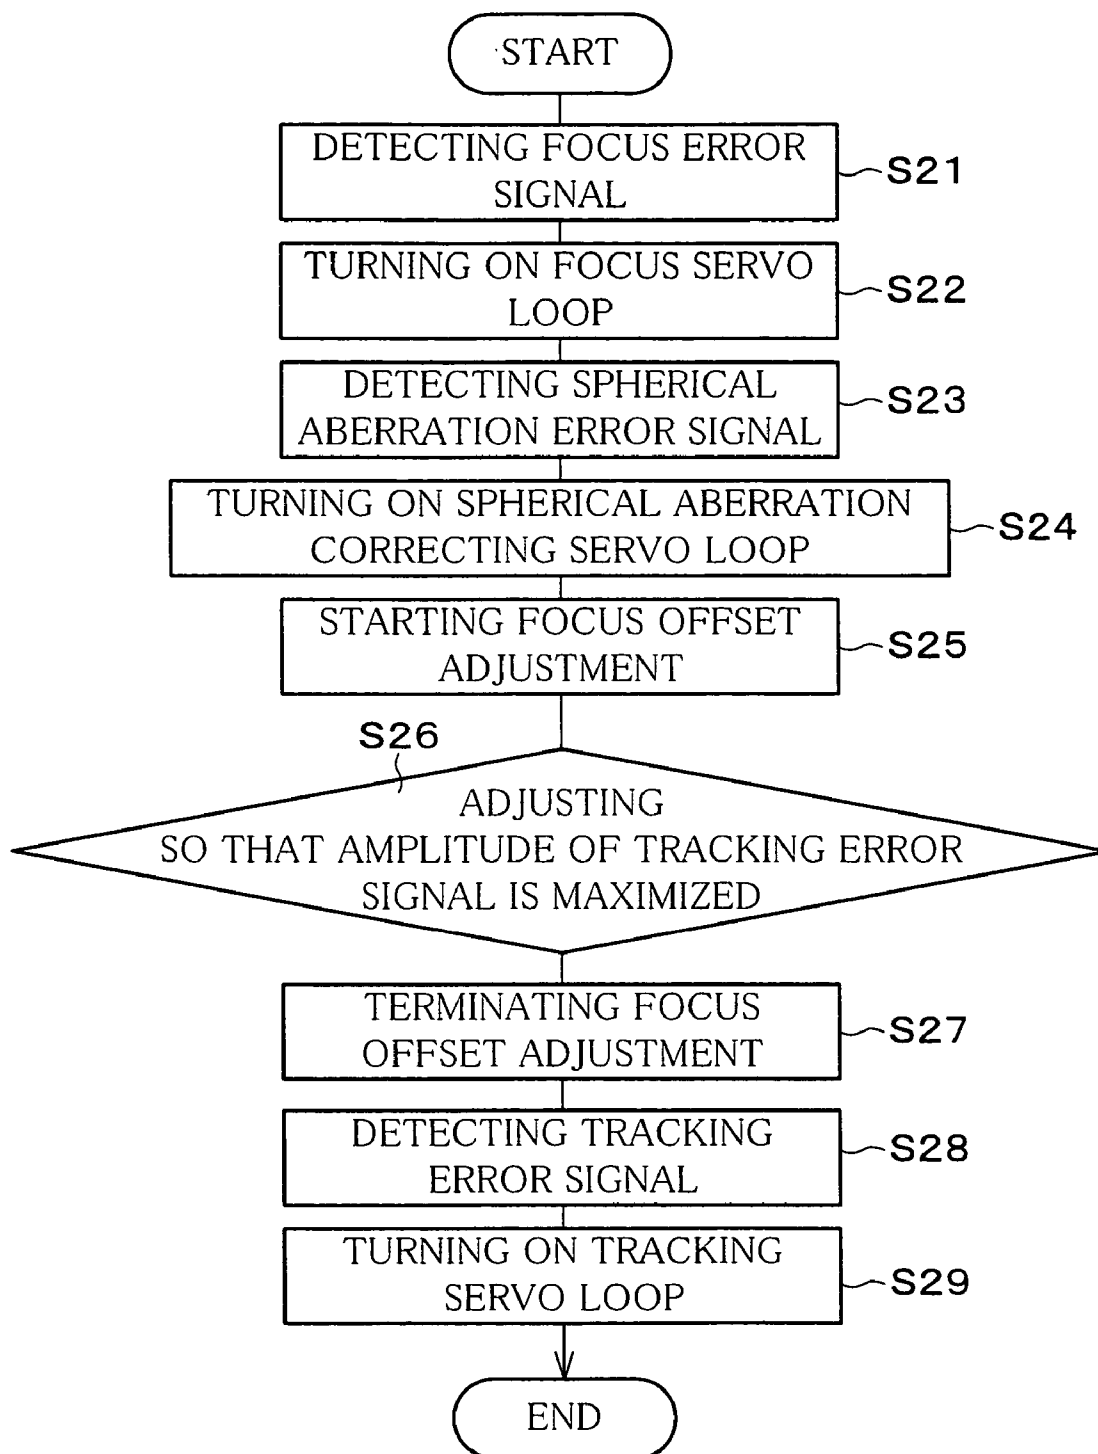 START
DETECTING FOCUS ERROR
SIGNAL
S21
TURNING ON FOCUS SERVO
LOOP
S22
DETECTING SPHERICAL
ABERRATION ERROR SIGNAL
S23
TURNING ON SPHERICAL ABERRATION
CORRECTING SERVO LOOP
S24
STARTING FOCUS OFFSET
ADJUSTMENT
S25
S26
ADJUSTING
SO THAT AMPLITUDE OF TRACKING ERROR
SIGNAL IS MAXIMIZED
TERMINATING FOCUS
OFFSET ADJUSTMENT
S27
DETECTING TRACKING
ERROR SIGNAL
S28
TURNING ON TRACKING
SERVO LOOP
S29
END